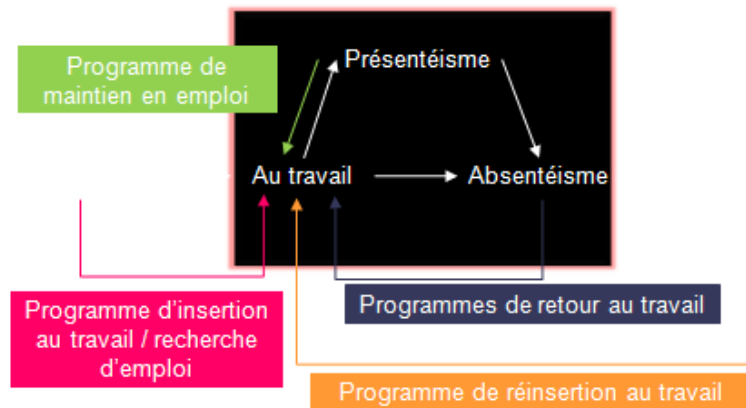 Programme de
maintien en emploi
Présentéisme
Au travail
Absentéisme
Programme d'insertion
au travail / recherche
d'emploi
Programmes de retour au travail
Programme de réinsertion au travail